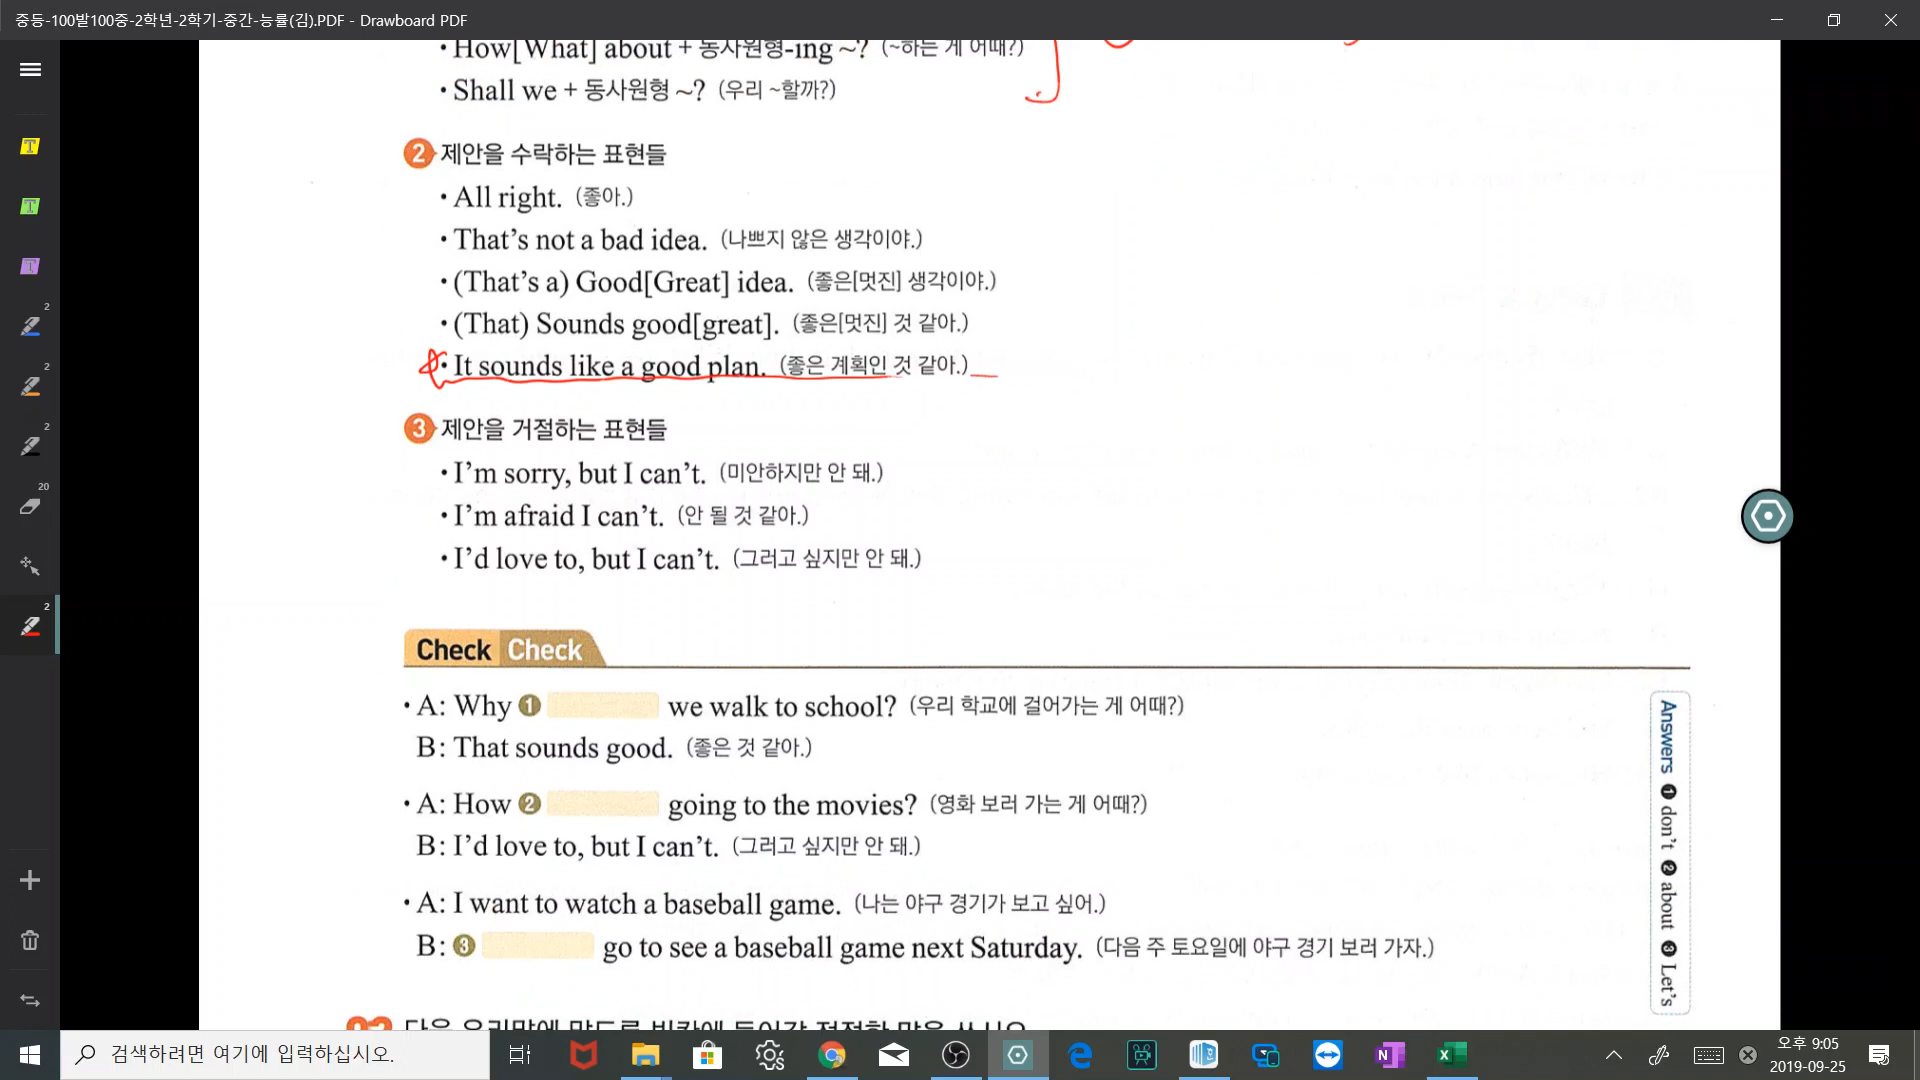 중등-100발100중-2학년-2학기-중간-능률(김).PDF - Drawboard PDF
• How[What] about + 동사원형-ing ~? (~하는 게 어때?)
• Shall we + 동사원형 ~? (우리 ~할까?)
2 제안을 수락하는 표현들
• All right. (좋아.)
• That's not a bad idea. (나쁘지 않은 생각이야.)
• (That's a) Good[Great] idea. (좋은[멋진] 생각이야.)
• (That) Sounds good[great]. (좋은[멋진] 것 같아.)
• It sounds like a good plan. (좋은 계획인 것 같아.)
3 제안을 거절하는 표현들
• I'm sorry, but I can't. (미안하지만 안 돼.)
• I'm afraid I can't. (안 될 것 같아.)
• I'd love to, but I can't. (그러고 싶지만 안 돼.)
Check Check
• A: Why ❶ we walk to school? (우리 학교에 걸어가는 게 어때?)
B: That sounds good. (좋은 것 같아.)
• A: How ❷ going to the movies? (영화 보러 가는 게 어때?)
B: I'd love to, but I can't. (그러고 싶지만 안 돼.)
• A: I want to watch a baseball game. (나는 야구 경기가 보고 싶어.)
B: ❸ go to see a baseball game next Saturday. (다음 주 토요일에 야구 경기 보러 가자.)
Answers ❶ don't ❷ about ❸ Let's
2
2
2
20
2
검색하려면 여기에 입력하십시오.
오후 9:05
2019-09-25